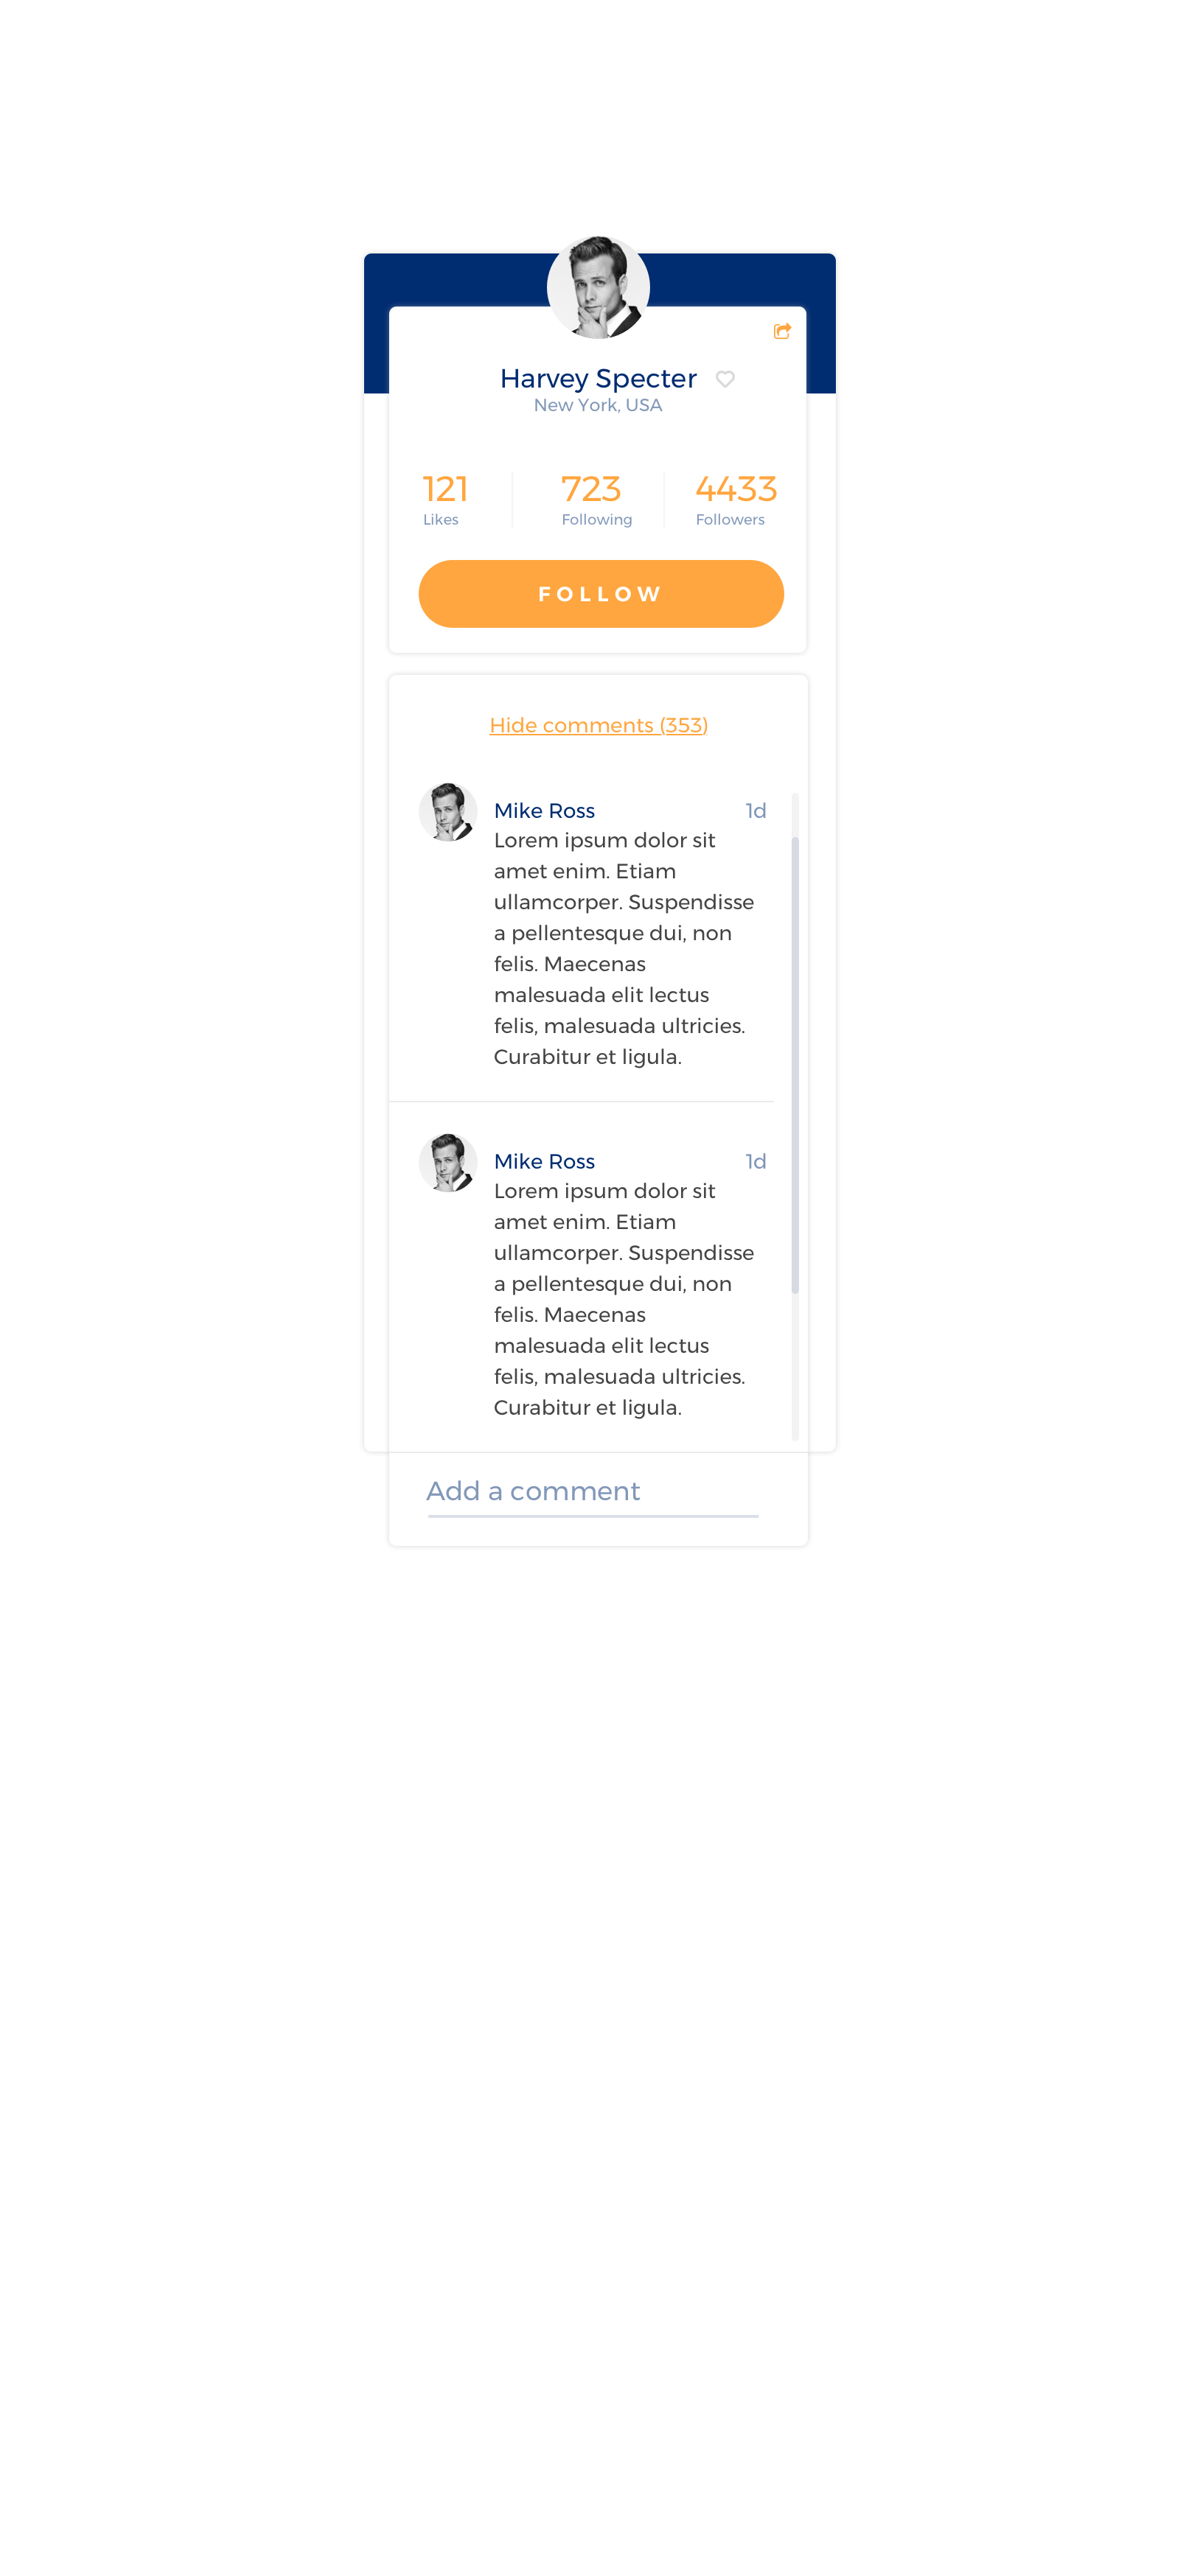 Harvey Specter
New York, USA
121
Likes
723
Following
4433
Followers
FOLLOW
Hide comments (353)
Mike Ross
1d
Lorem ipsum dolor sit
amet enim. Etiam
ullamcorper. Suspendisse
a pellentesque dui, non
felis. Maecenas
malesuada elit lectus
felis, malesuada ultricies.
Curabitur et ligula.
Mike Ross
1d
Lorem ipsum dolor sit
amet enim. Etiam
ullamcorper. Suspendisse
a pellentesque dui, non
felis. Maecenas
malesuada elit lectus
felis, malesuada ultricies.
Curabitur et ligula.
Add a comment